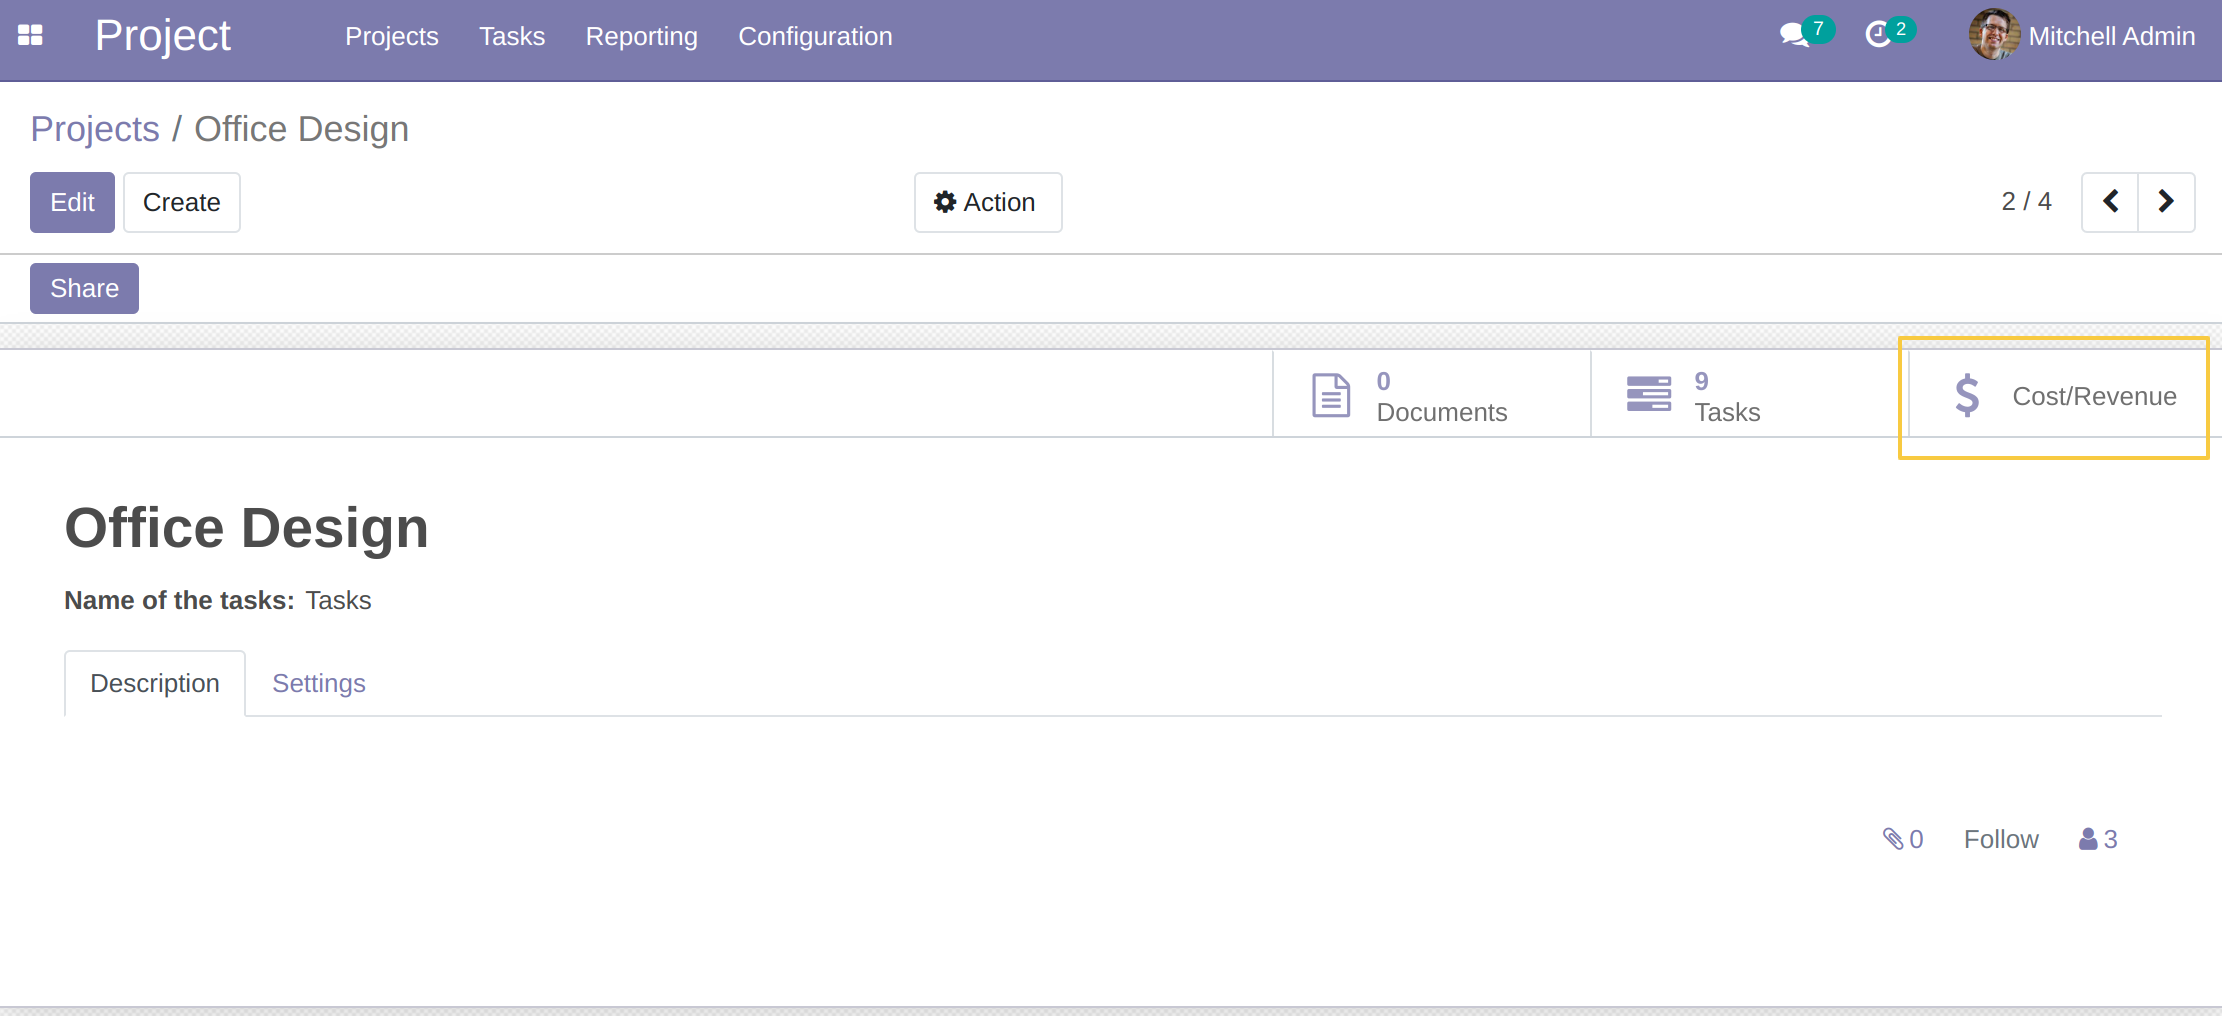 Project Projects Tasks Reporting Configuration 7 2 Mitchell Admin
Projects / Office Design
Edit Create Action 2 / 4
Share
0 Documents
9 Tasks
Cost/Revenue
Office Design
Name of the tasks: Tasks
Description Settings
0 Follow 3